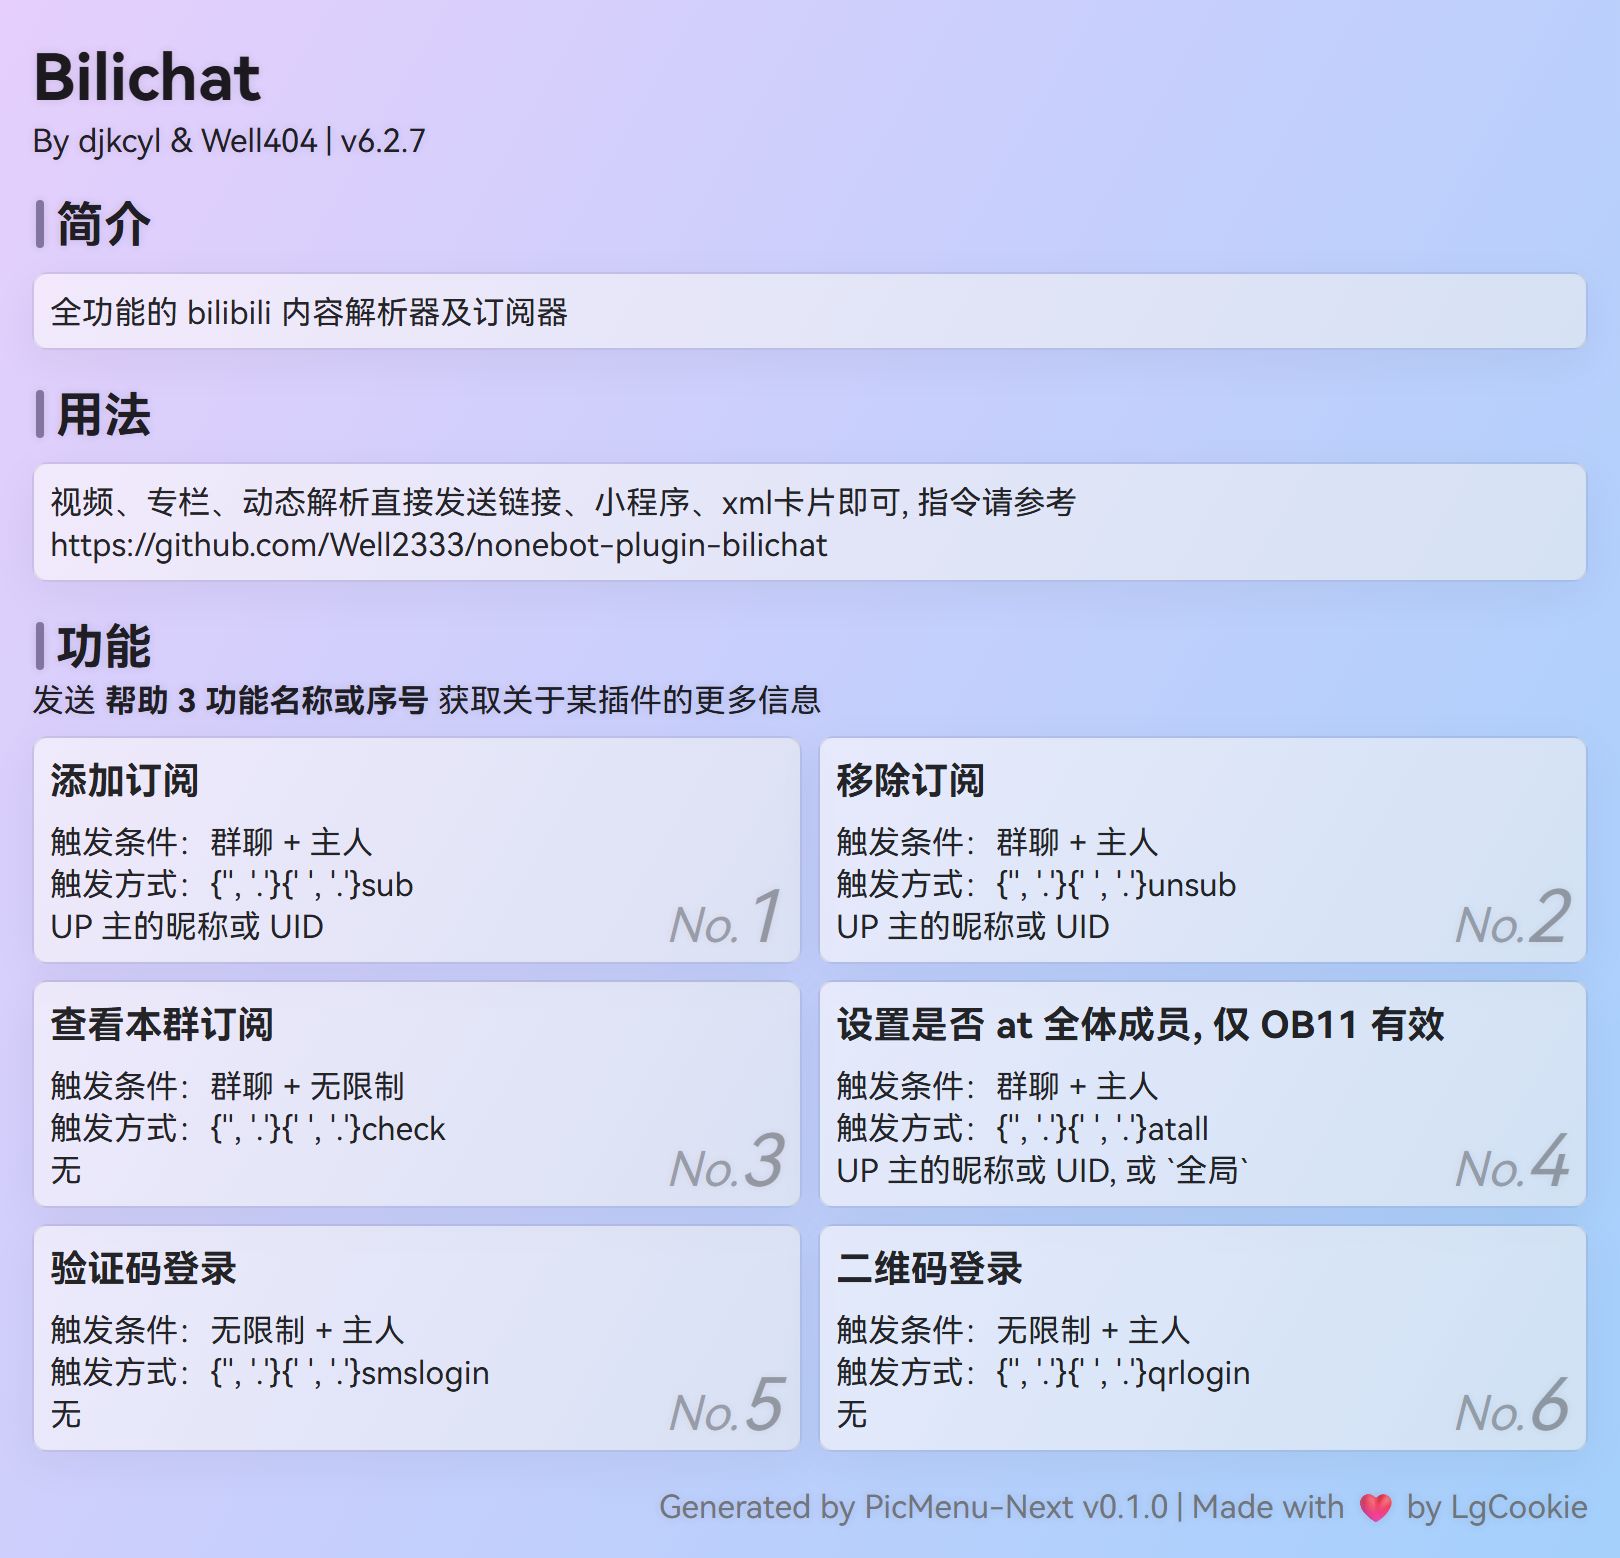 Bilichat
By djkcyl & Well404 | v6.2.7
简介
全功能的 bilibili 内容解析器及订阅器
用法
视频、专栏、动态解析直接发送链接、小程序、xml卡片即可, 指令请参考
https://github.com/Well2333/nonebot-plugin-bilichat
功能
发送 帮助 3 功能名称或序号 获取关于某插件的更多信息
添加订阅
触发条件：群聊 + 主人
触发方式：{'', '.'}{' ', '.'}sub
UP 主的昵称或 UID
No.1
移除订阅
触发条件：群聊 + 主人
触发方式：{'', '.'}{' ', '.'}unsub
UP 主的昵称或 UID
No.2
查看本群订阅
触发条件：群聊 + 无限制
触发方式：{'', '.'}{' ', '.'}check
无
No.3
设置是否 at 全体成员, 仅 OB11 有效
触发条件：群聊 + 主人
触发方式：{'', '.'}{' ', '.'}atall
UP 主的昵称或 UID, 或 `全局`
No.4
验证码登录
触发条件：无限制 + 主人
触发方式：{'', '.'}{' ', '.'}smslogin
无
No.5
二维码登录
触发条件：无限制 + 主人
触发方式：{'', '.'}{' ', '.'}qrlogin
无
No.6
Generated by PicMenu-Next v0.1.0 | Made with 💖 by LgCookie